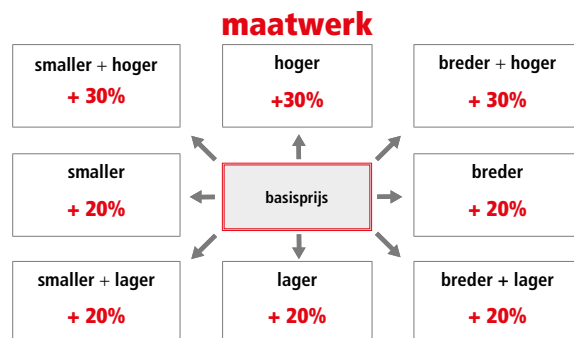 maatwerk
smaller + hoger
+ 30%
hoger
+30%
breder + hoger
+ 30%
smaller
+ 20%
basisprijs
breder
+ 20%
smaller + lager
+ 20%
lager
+ 20%
breder + lager
+ 20%